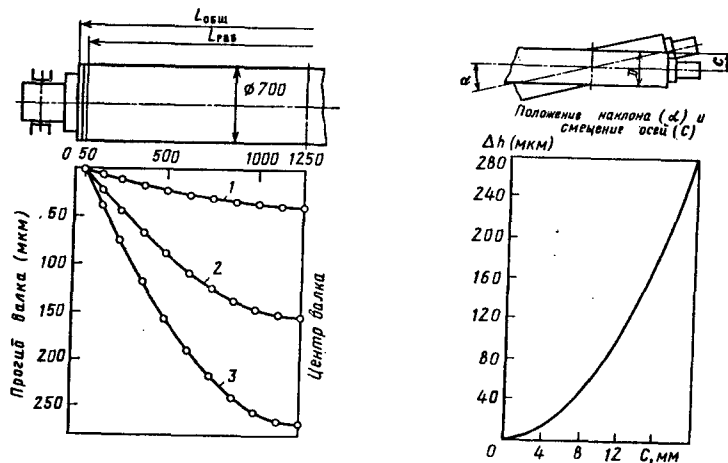 Lобщ
Lраб
ø700
0 50 500 1000 1250
50
100
150
200
250
Прогиб валка (мкм)
1
2
3
Центр валка
α
D
C
Положение наклона (α) и
смещение осей (C)
Δh (мкм)
280
240
200
160
120
80
40
0 4 8 12 C, мм